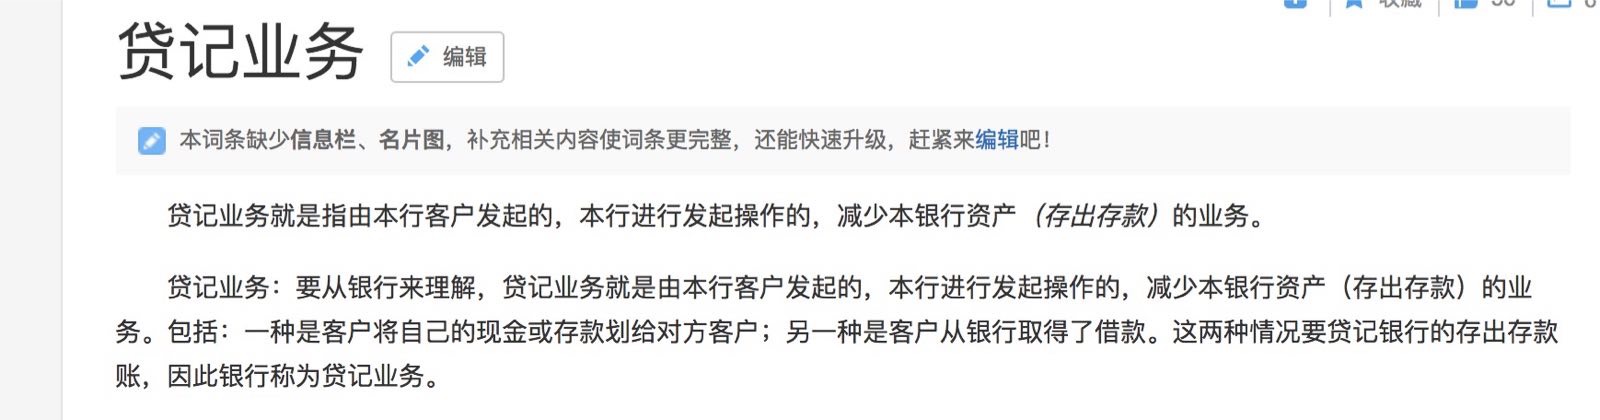 收藏
贷记业务 编辑
本词条缺少信息栏、名片图，补充相关内容使词条更完整，还能快速升级，赶紧来编辑吧！
贷记业务就是指由本行客户发起的，本行进行发起操作的，减少本银行资产（存出存款）的业务。
贷记业务：要从银行来理解，贷记业务就是由本行客户发起的，本行进行发起操作的，减少本银行资产（存出存款）的业
务。包括：一种是客户将自己的现金或存款划给对方客户；另一种是客户从银行取得了借款。这两种情况要贷记银行的存出存款
账，因此银行称为贷记业务。